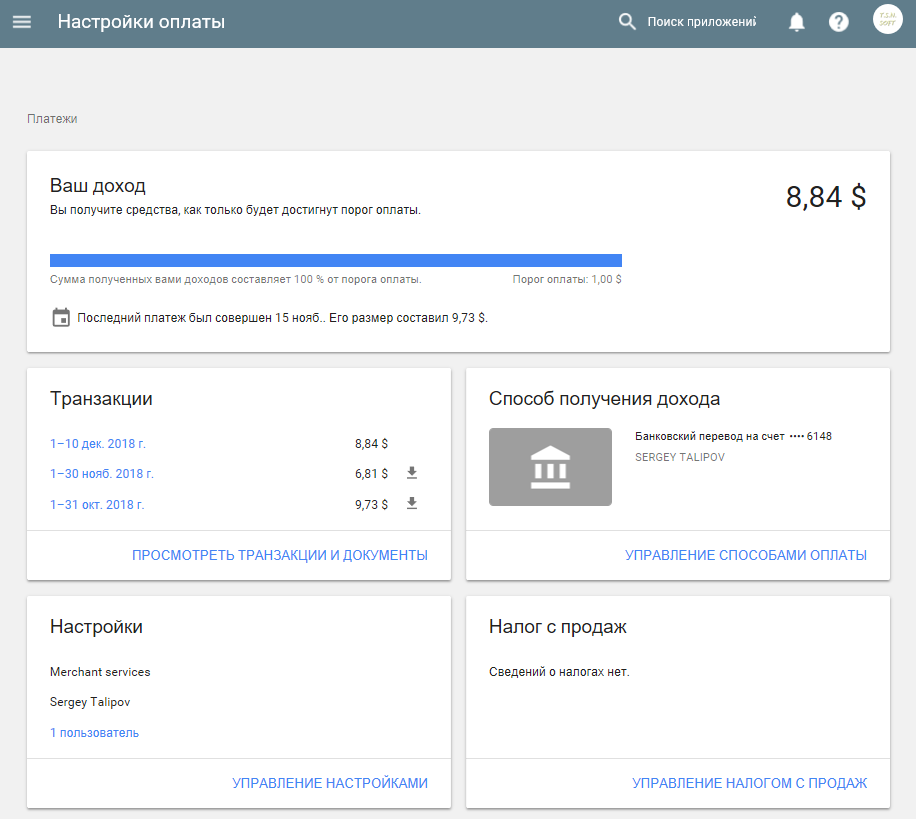 Настройки оплаты
Поиск приложений
T.S.H. SOFT
Платежи
Ваш доход
8,84 $
Вы получите средства, как только будет достигнут порог оплаты.
Сумма полученных вами доходов составляет 100 % от порога оплаты.
Порог оплаты: 1,00 $
Последний платеж был совершен 15 нояб.. Его размер составил 9,73 $.
Транзакции
1–10 дек. 2018 г. 8,84 $
1–30 нояб. 2018 г. 6,81 $
1–31 окт. 2018 г. 9,73 $
ПРОСМОТРЕТЬ ТРАНЗАКЦИИ И ДОКУМЕНТЫ
Способ получения дохода
Банковский перевод на счет •••• 6148
SERGEY TALIPOV
УПРАВЛЕНИЕ СПОСОБАМИ ОПЛАТЫ
Настройки
Merchant services
Sergey Talipov
1 пользователь
УПРАВЛЕНИЕ НАСТРОЙКАМИ
Налог с продаж
Сведений о налогах нет.
УПРАВЛЕНИЕ НАЛОГОМ С ПРОДАЖ